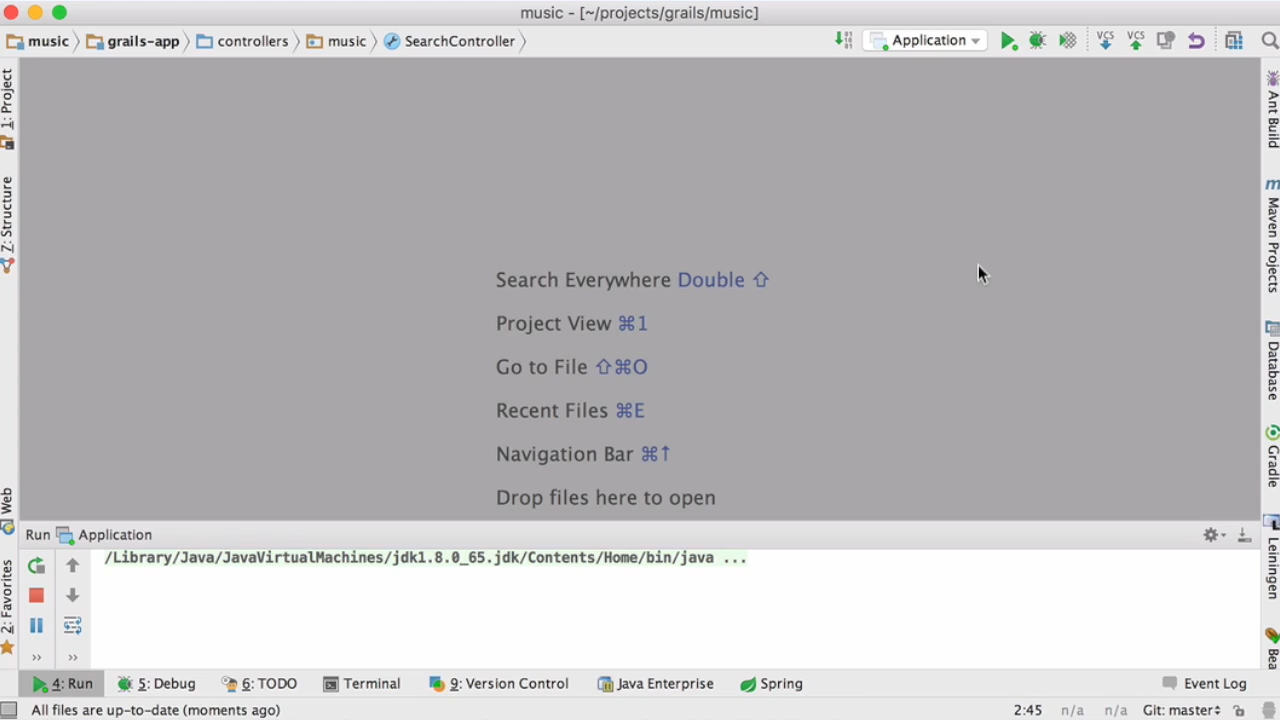 music - [~/projects/grails/music]
music grails-app controllers music SearchController
Application
VCS VCS
1: Project
Z: Structure
Web
2: Favorites
Ant Build
m Maven Projects
Database
Gradle
Leiningen
Bea
Search Everywhere Double ⇧
Project View ⌘1
Go to File ⇧⌘O
Recent Files ⌘E
Navigation Bar ⌘↑
Drop files here to open
Run Application
/Library/Java/JavaVirtualMachines/jdk1.8.0_65.jdk/Contents/Home/bin/java ...
4: Run 5: Debug 6: TODO Terminal 9: Version Control Java Enterprise Spring Event Log
All files are up-to-date (moments ago) 2:45 n/a n/a Git: master